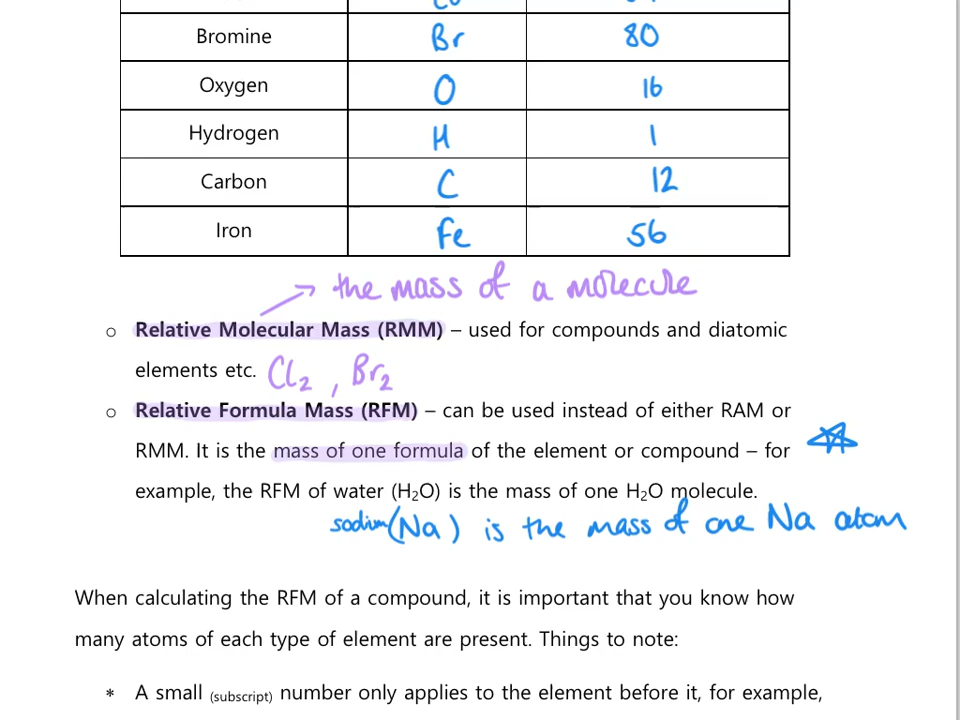 Bromine Br 80
Oxygen O 16
Hydrogen H 1
Carbon C 12
Iron Fe 56
the mass of a molecule
o Relative Molecular Mass (RMM) – used for compounds and diatomic
elements etc. Cl2, Br2
o Relative Formula Mass (RFM) – can be used instead of either RAM or
RMM. It is the mass of one formula of the element or compound – for
example, the RFM of water (H2O) is the mass of one H2O molecule.
sodium (Na) is the mass of one Na atom
When calculating the RFM of a compound, it is important that you know how
many atoms of each type of element are present. Things to note:
* A small (subscript) number only applies to the element before it, for example,